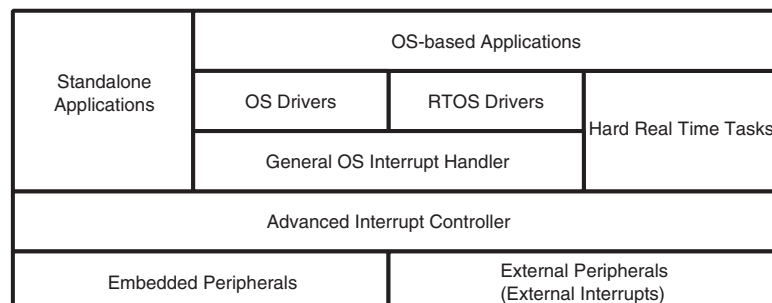 OS-based Applications
Standalone
Applications
OS Drivers
RTOS Drivers
Hard Real Time Tasks
General OS Interrupt Handler
Advanced Interrupt Controller
Embedded Peripherals
External Peripherals
(External Interrupts)